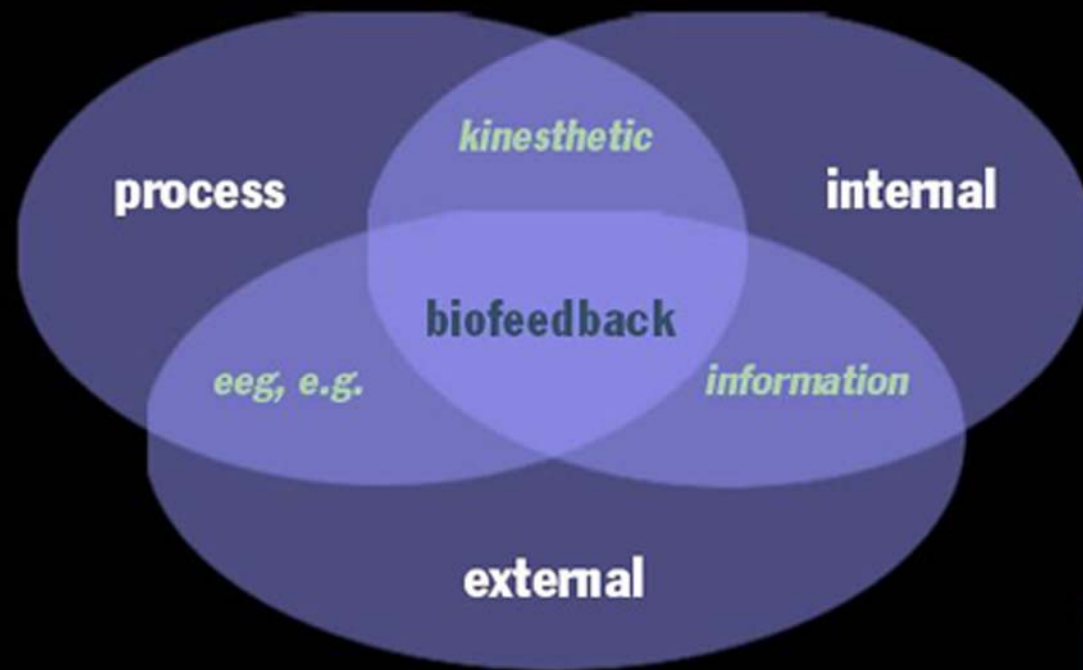 kinesthetic
process
internal
biofeedback
eeg, e.g.
information
external